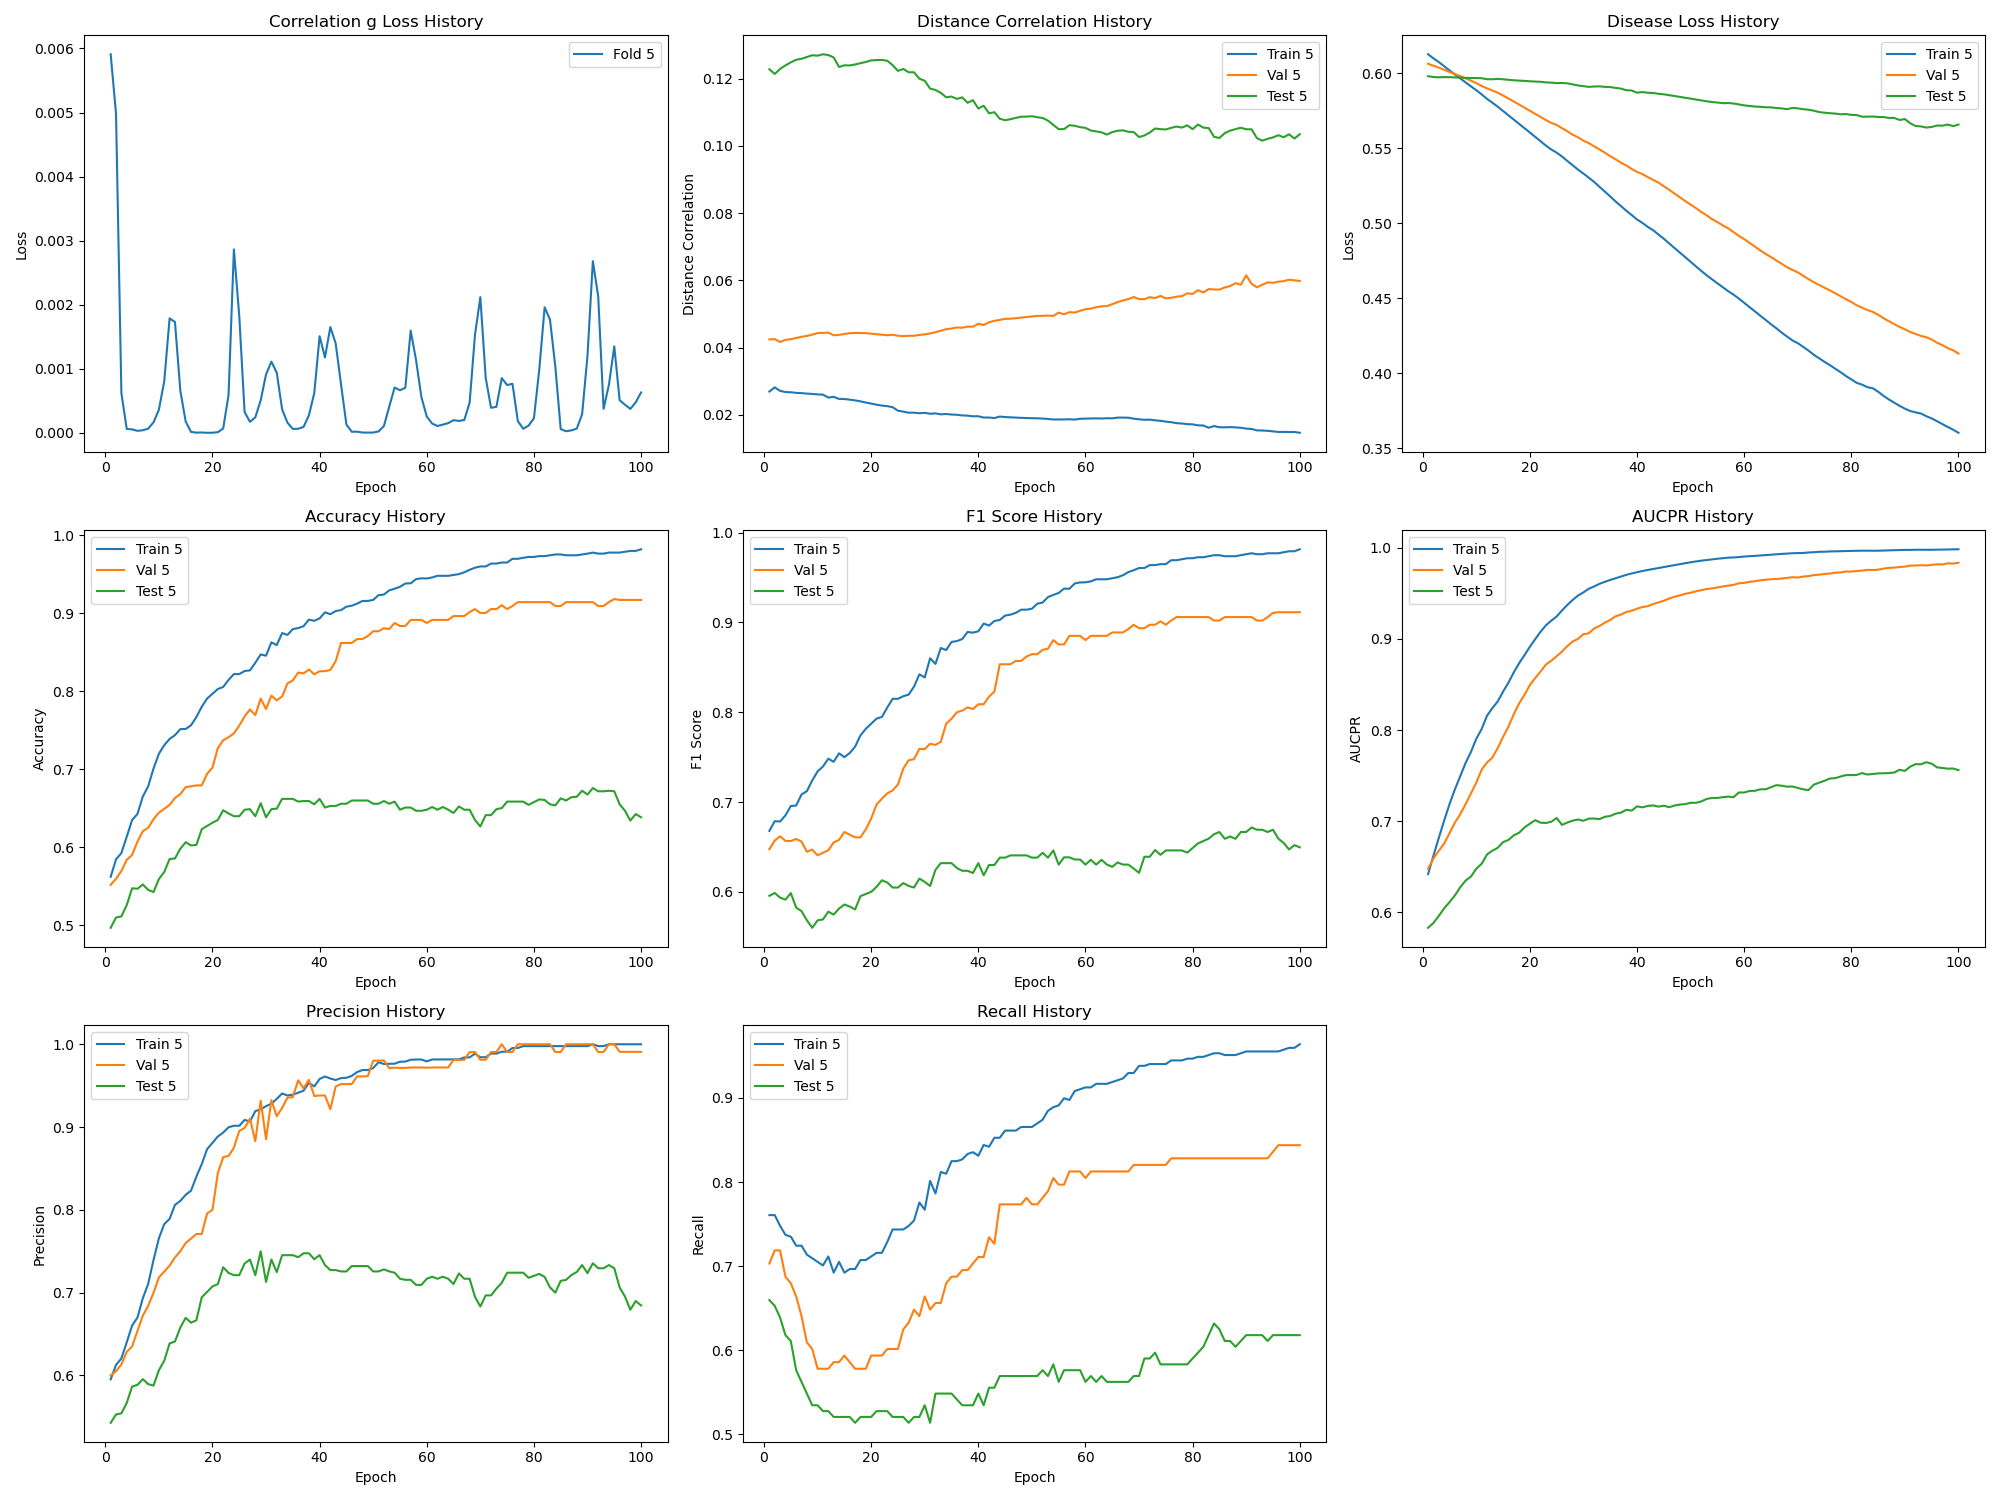 Correlation g Loss History
Loss
0.006
0.005
0.004
0.003
0.002
0.001
0.000
Fold 5
0 20 40 60 80 100
Epoch
Distance Correlation History
Distance Correlation
0.12
0.10
0.08
0.06
0.04
0.02
Train 5
Val 5
Test 5
0 20 40 60 80 100
Epoch
Disease Loss History
Loss
0.60
0.55
0.50
0.45
0.40
0.35
Train 5
Val 5
Test 5
0 20 40 60 80 100
Epoch
Accuracy History
Accuracy
1.0
0.9
0.8
0.7
0.6
0.5
Train 5
Val 5
Test 5
0 20 40 60 80 100
Epoch
F1 Score History
F1 Score
1.0
0.9
0.8
0.7
0.6
Train 5
Val 5
Test 5
0 20 40 60 80 100
Epoch
AUCPR History
AUCPR
1.0
0.9
0.8
0.7
0.6
Train 5
Val 5
Test 5
0 20 40 60 80 100
Epoch
Precision History
Precision
1.0
0.9
0.8
0.7
0.6
Train 5
Val 5
Test 5
0 20 40 60 80 100
Epoch
Recall History
Recall
0.9
0.8
0.7
0.6
0.5
Train 5
Val 5
Test 5
0 20 40 60 80 100
Epoch